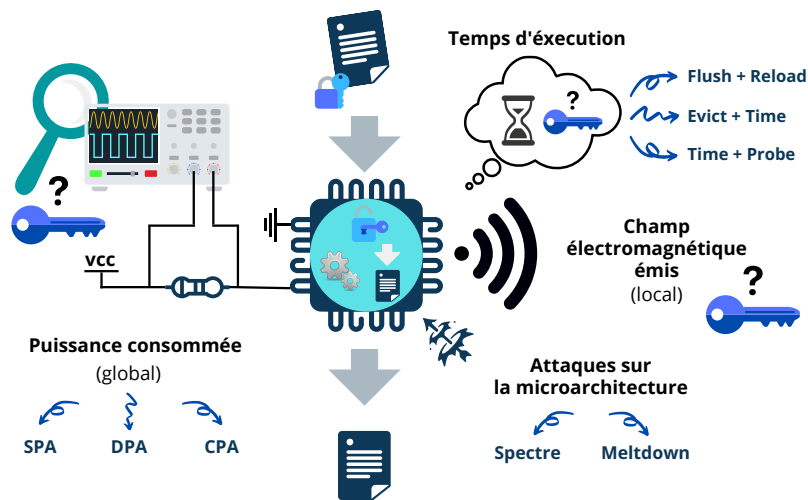 Temps d'éxecution
Flush + Reload
?
Evict + Time
Time + Probe
?
vcc
Champ
électromagnétique
émis
(local)
?
Puissance consommée
(global)
SPA
DPA
CPA
Attaques sur
la microarchitecture
Spectre
Meltdown